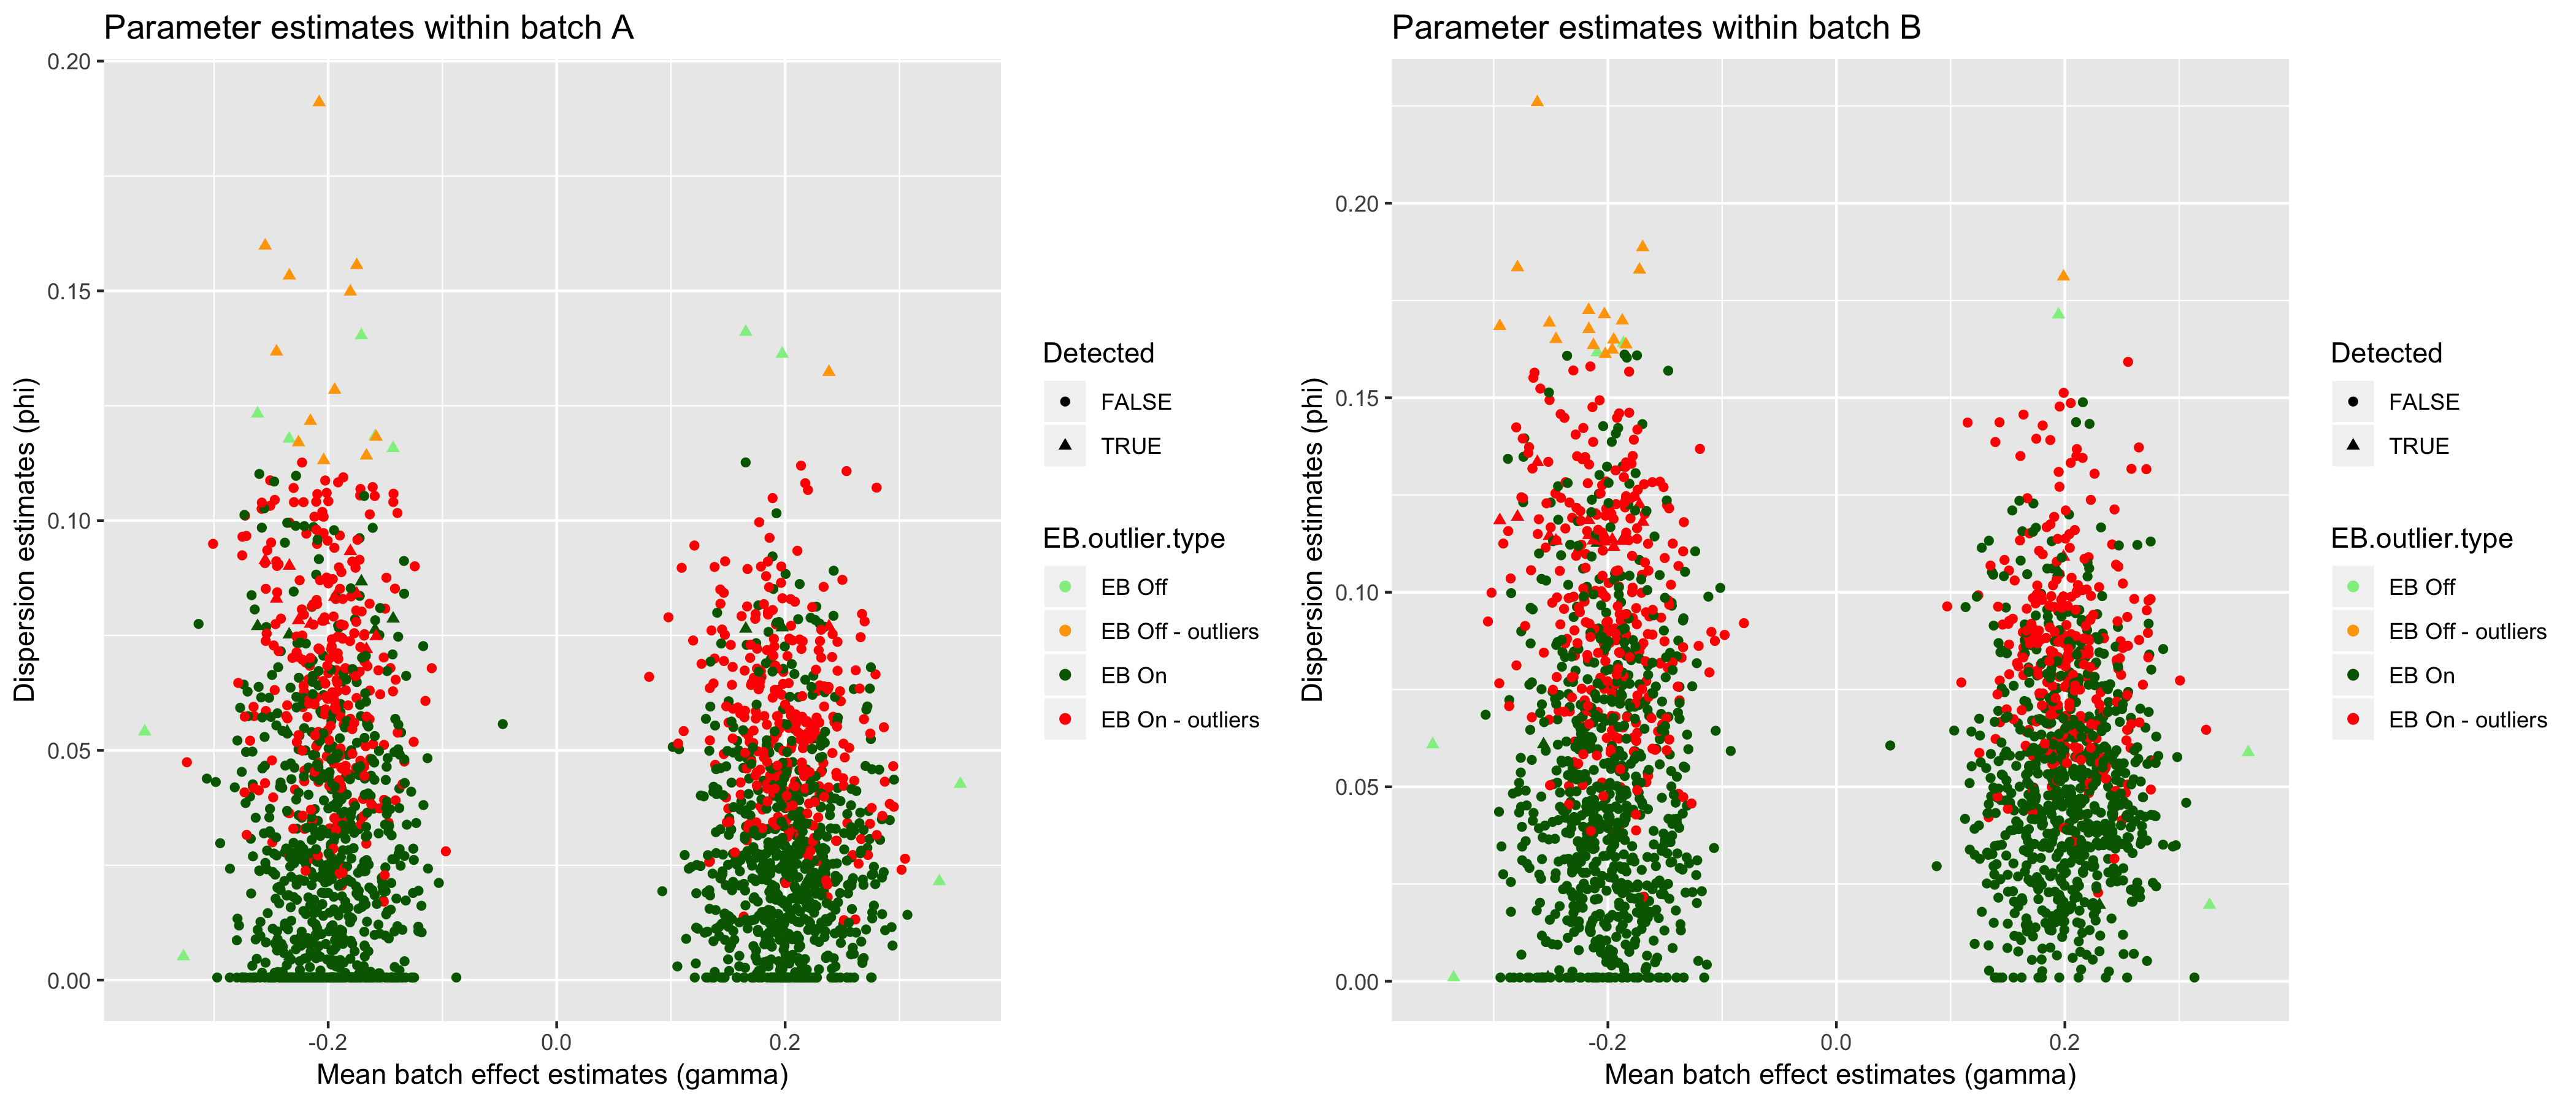 Parameter estimates within batch A
Dispersion estimates (phi)
0.20
0.15
0.10
0.05
0.00
-0.2
0.0
0.2
Mean batch effect estimates (gamma)
Detected
FALSE
TRUE
EB.outlier.type
EB Off
EB Off - outliers
EB On
EB On - outliers
Parameter estimates within batch B
Dispersion estimates (phi)
0.20
0.15
0.10
0.05
0.00
-0.2
0.0
0.2
Mean batch effect estimates (gamma)
Detected
FALSE
TRUE
EB.outlier.type
EB Off
EB Off - outliers
EB On
EB On - outliers